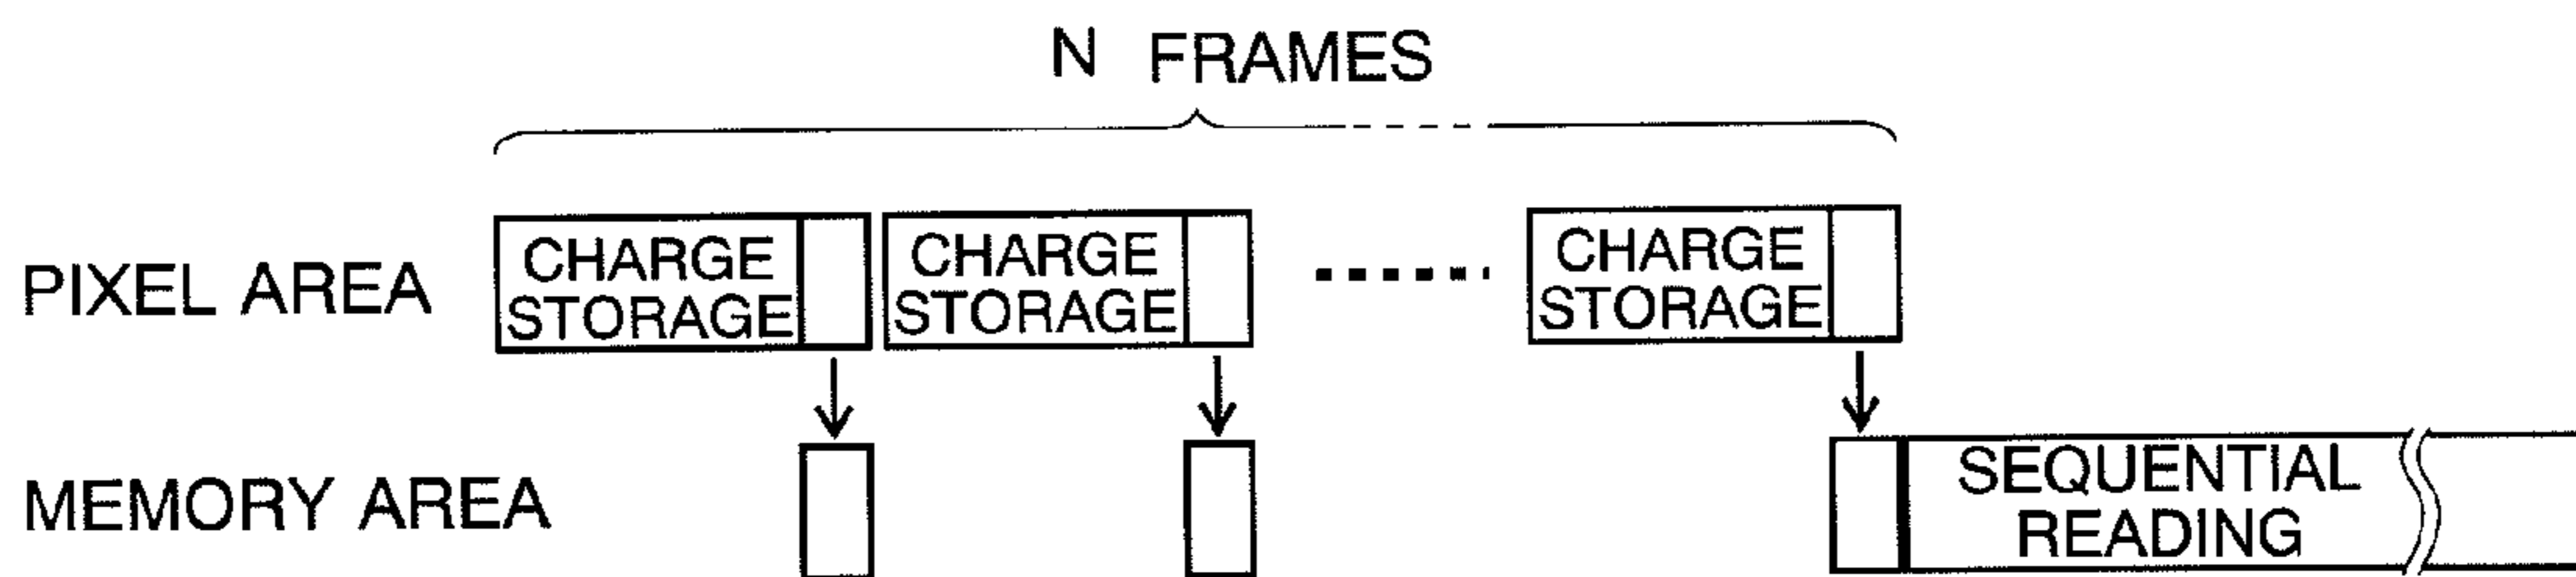 N FRAMES
PIXEL AREA
CHARGE
STORAGE
CHARGE
STORAGE
CHARGE
STORAGE
MEMORY AREA
SEQUENTIAL
READING